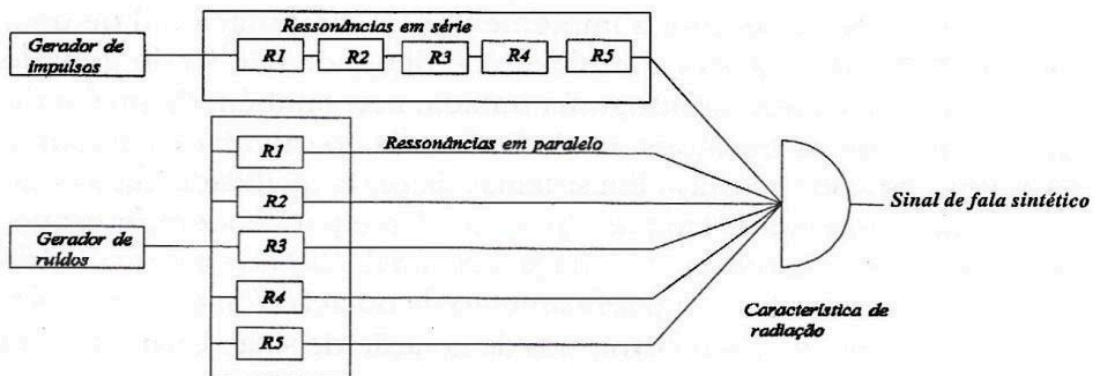 Ressonâncias em série
Gerador de
impulsos
R1 R2 R3 R4 R5
R1
Ressonâncias em paralelo
R2
Gerador de
ruídos
R3
R4
R5
Sinal de fala sintético
Característica de
radiação